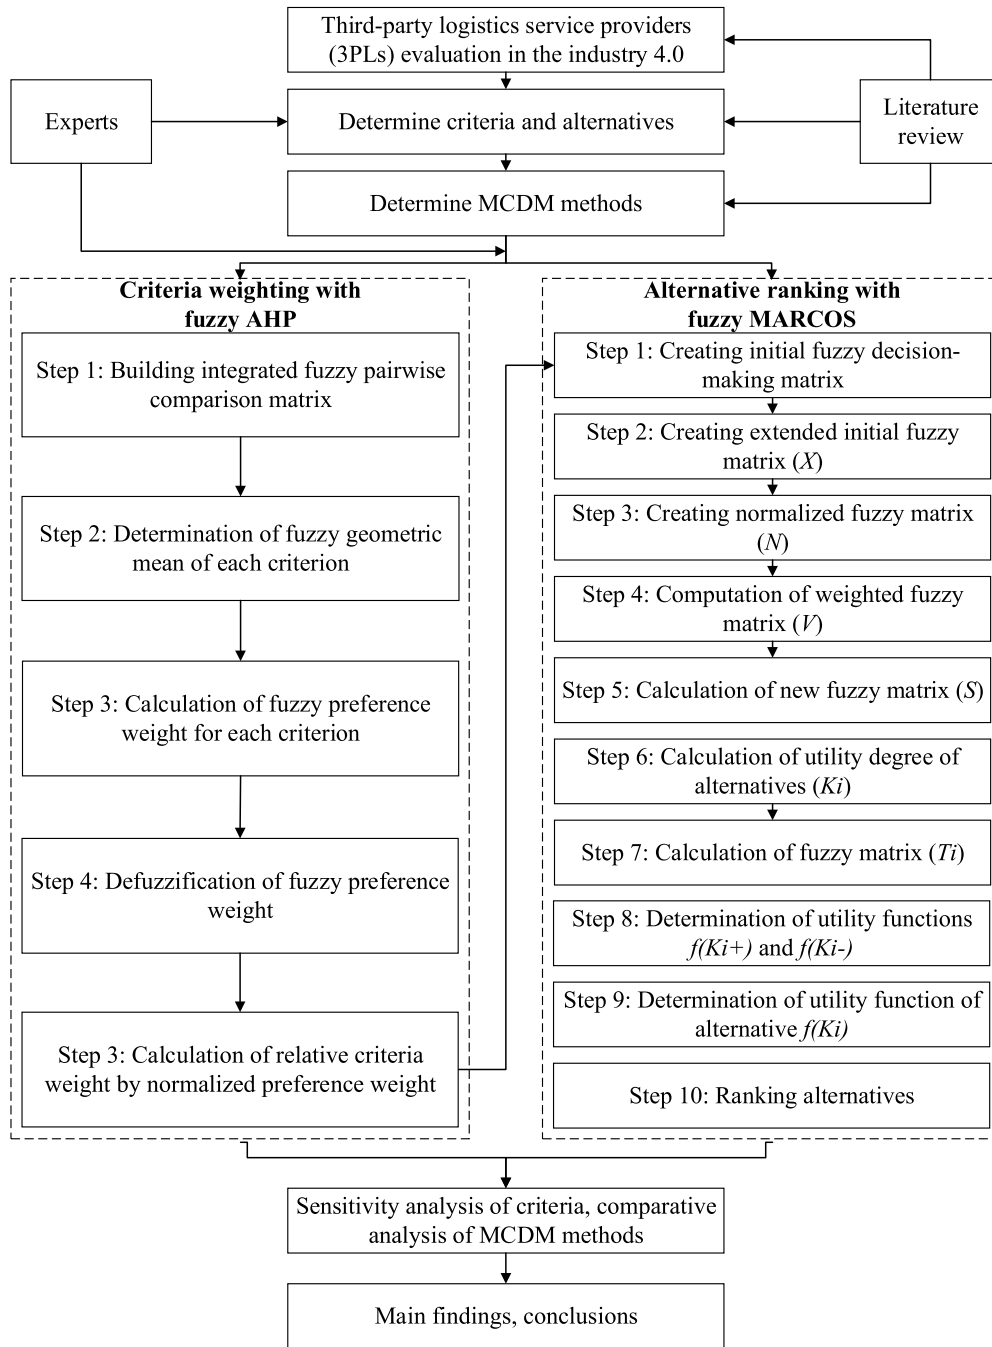 Third-party logistics service providers
(3PLs) evaluation in the industry 4.0
Experts
Determine criteria and alternatives
Literature
review
Determine MCDM methods
Criteria weighting with
fuzzy AHP
Step 1: Building integrated fuzzy pairwise
comparison matrix
Step 2: Determination of fuzzy geometric
mean of each criterion
Step 3: Calculation of fuzzy preference
weight for each criterion
Step 4: Defuzzification of fuzzy preference
weight
Step 3: Calculation of relative criteria
weight by normalized preference weight
Alternative ranking with
fuzzy MARCOS
Step 1: Creating initial fuzzy decision-
making matrix
Step 2: Creating extended initial fuzzy
matrix (X)
Step 3: Creating normalized fuzzy matrix
(N)
Step 4: Computation of weighted fuzzy
matrix (V)
Step 5: Calculation of new fuzzy matrix (S)
Step 6: Calculation of utility degree of
alternatives (Ki)
Step 7: Calculation of fuzzy matrix (Ti)
Step 8: Determination of utility functions
f(Ki+) and f(Ki-)
Step 9: Determination of utility function of
alternative f(Ki)
Step 10: Ranking alternatives
Sensitivity analysis of criteria, comparative
analysis of MCDM methods
Main findings, conclusions